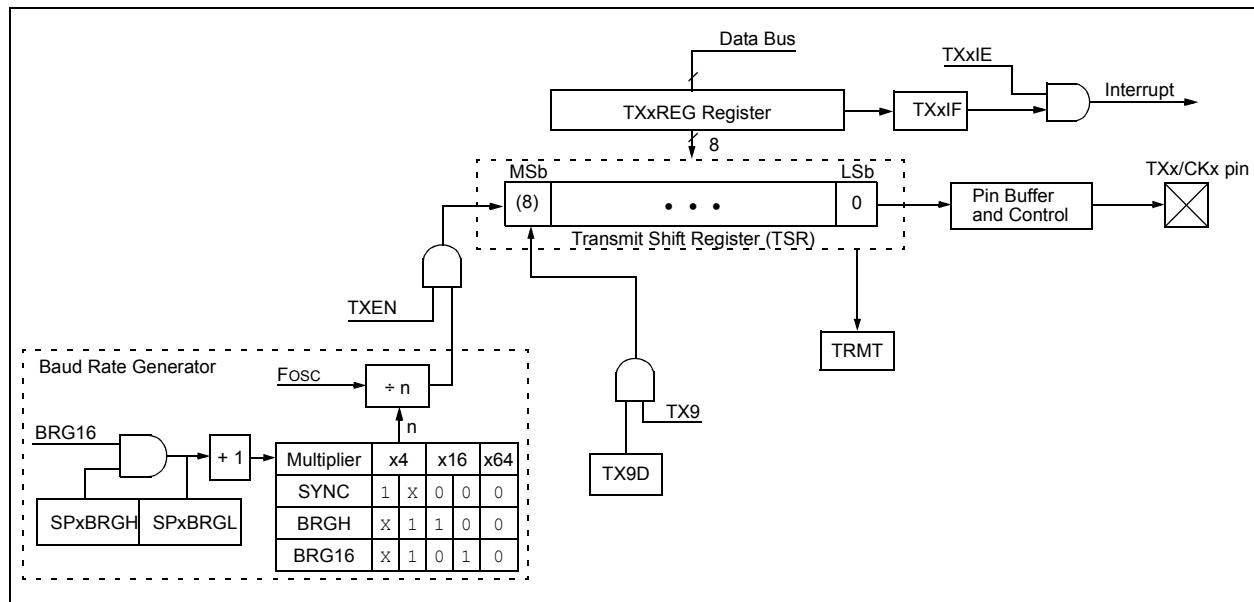 Data Bus
TXxIE
Interrupt
TXxREG Register
TXxIF
8
MSb
LSb
TXx/CKx pin
(8)
• • •
0
Pin Buffer
and Control
Transmit Shift Register (TSR)
TXEN
TRMT
Baud Rate Generator
FOSC
÷ n
TX9
n
BRG16
+ 1
Multiplier x4 x16 x64
TX9D
SYNC 1 X 0 0 0
SPxBRGH SPxBRGL
BRGH X 1 1 0 0
BRG16 X 1 0 1 0